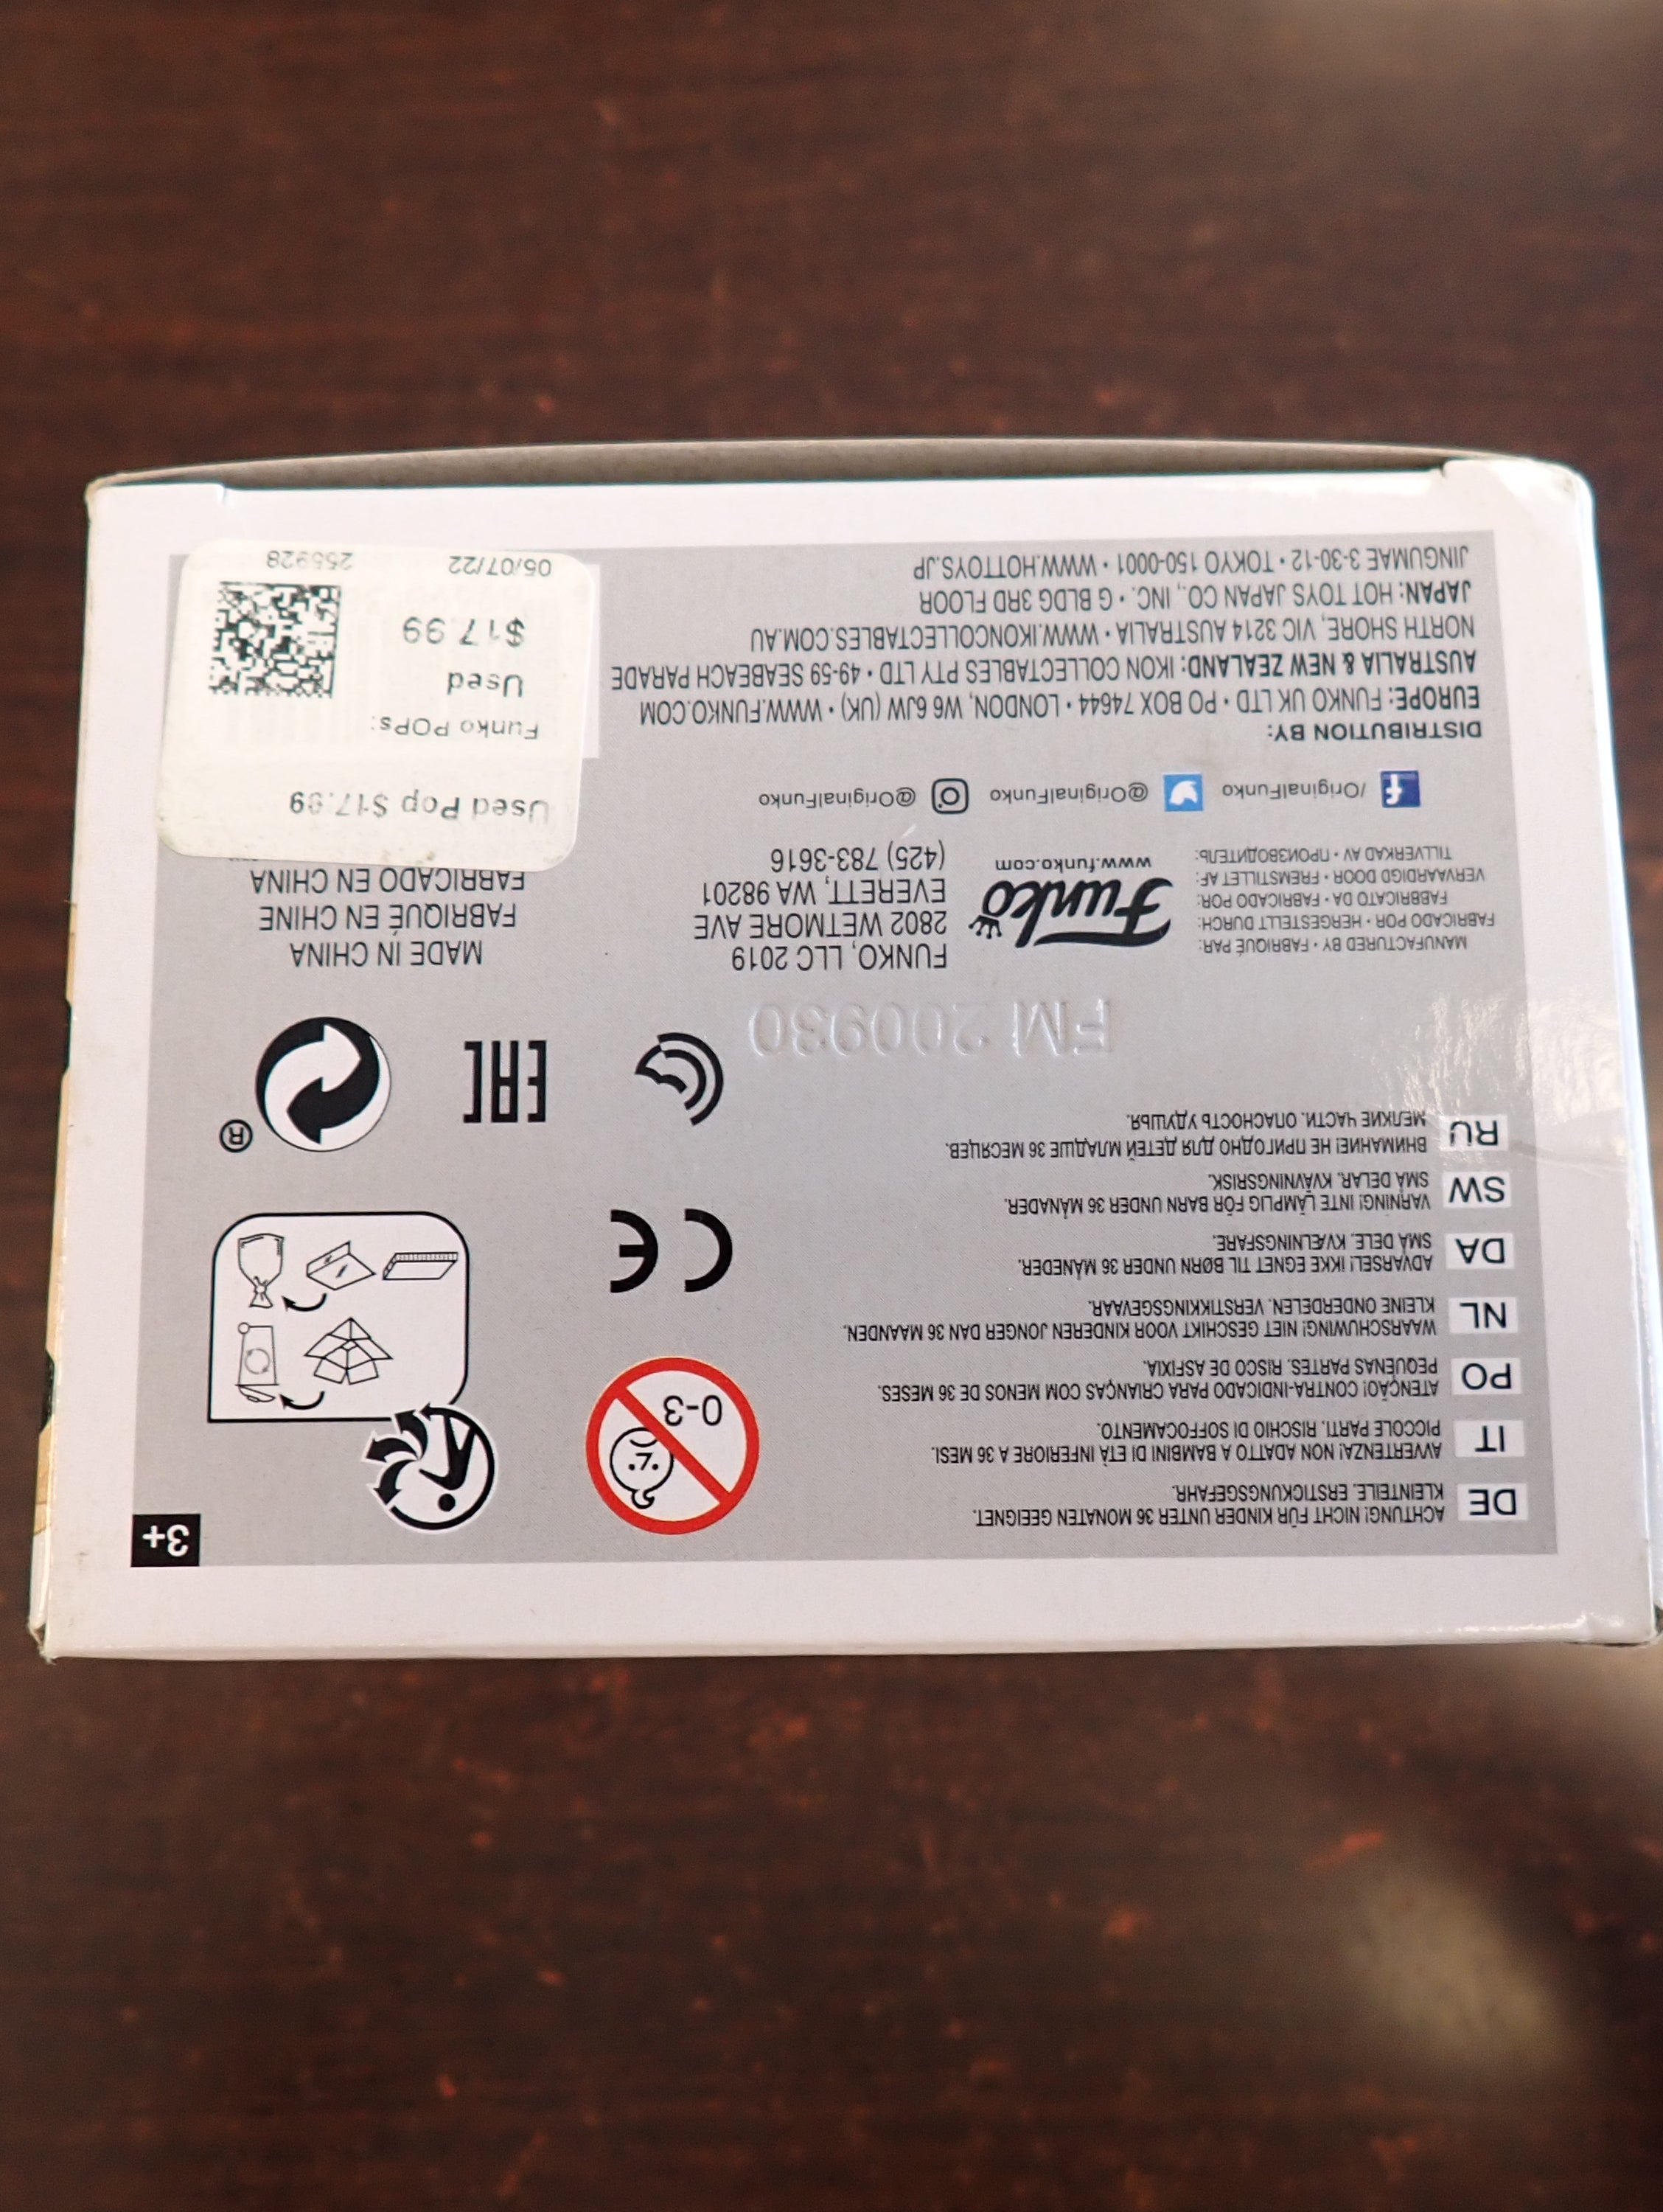 3+
DE
ACHTUNG! NICHT FÜR KINDER UNTER 36 MONATEN GEEIGNET.
KLEINTEILE. ERSTICKUNGSGEFAHR.
IT
AVVERTENZA! NON ADATTO A BAMBINI DI ETÀ INFERIORE A 36 MESI.
PICCOLE PARTI. RISCHIO DI SOFFOCAMENTO.
PO
ATENÇÃO! CONTRA-INDICADO PARA CRIANÇAS COM MENOS DE 36 MESES.
PEQUENAS PARTES. RISCO DE ASFIXIA.
NL
WAARSCHUWING! NIET GESCHIKT VOOR KINDEREN JONGER DAN 36 MAANDEN.
KLEINE ONDERDELEN. VERSTIKKINGSGEVAAR.
DA
ADVARSEL! IKKE EGNET TIL BØRN UNDER 36 MÅNEDER.
SMÅ DELE. KVÆLNINGSFARE.
SW
VARNING! INTE LÄMPLIG FÖR BARN UNDER 36 MÅNADER.
SMÅ DELAR. KVÄVNINGSRISK.
RU
ВНИМАНИЕ! НЕ ПРИГОДНО ДЛЯ ДЕТЕЙ МЛАДШЕ 36 МЕСЯЦЕВ.
МЕЛКИЕ ЧАСТИ. ОПАСНОСТЬ УДУШЬЯ.
0-3
CE
EAC
®
FM 200930
MANUFACTURED BY • FABRIQUÉ PAR:
FABRICADO POR • HERGESTELLT DURCH:
FABBRICATO DA • FABRICADO POR:
VERVAARDIGD DOOR • FREMSTILLET AF:
TILLVERKAD AV • ПРОИЗВОДИТЕЛЬ:
Funko
www.funko.com
FUNKO, LLC 2019
2802 WETMORE AVE
EVERETT, WA 98201
(425) 783-3616
MADE IN CHINA
FABRIQUÉ EN CHINE
FABRICADO EN CHINA
/OriginalFunko
@OriginalFunko
@OriginalFunko
DISTRIBUTION BY:
EUROPE: FUNKO UK LTD • PO BOX 74644 • LONDON, W6 6JW (UK) • WWW.FUNKO.COM
AUSTRALIA & NEW ZEALAND: IKON COLLECTABLES PTY LTD • 49-59 SEABEACH PARADE
NORTH SHORE, VIC 3214 AUSTRALIA • WWW.IKONCOLLECTABLES.COM.AU
JAPAN: HOT TOYS JAPAN CO., INC. • G BLDG 3RD FLOOR
JINGUMAE 3-30-12 • TOKYO 150-0001 • WWW.HOTTOYS.JP
Used Pop $17.99
Funko POPs:
Used
$17.99
05/07/22 255928